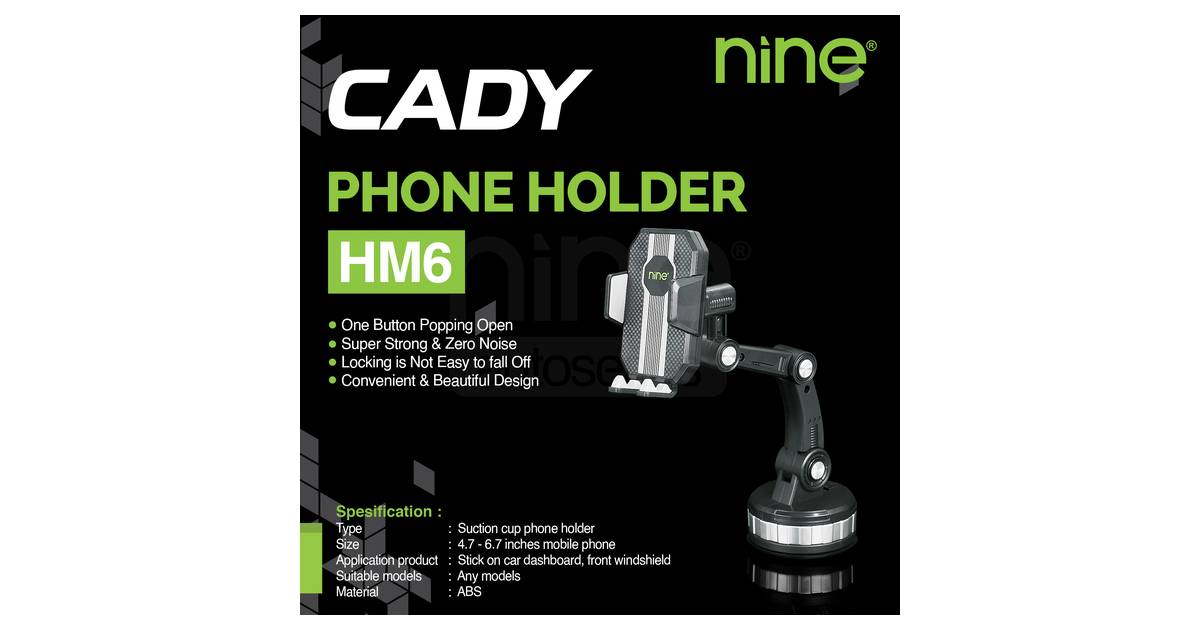 nine®
CADY
PHONE HOLDER
HM6
nine
• One Button Popping Open
• Super Strong & Zero Noise
• Locking is Not Easy to fall Off
• Convenient & Beautiful Design
nine®
Spesification :
Type : Suction cup phone holder
Size : 4.7 - 6.7 inches mobile phone
Application product : Stick on car dashboard, front windshield
Suitable models : Any models
Material : ABS